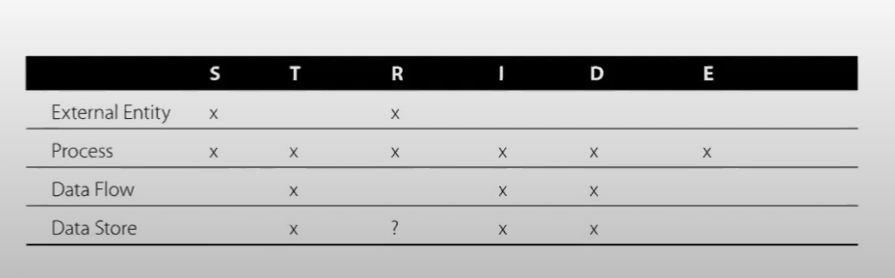 S T R I D E
External Entity x x
Process x x x x x x
Data Flow x x x
Data Store x ? x x